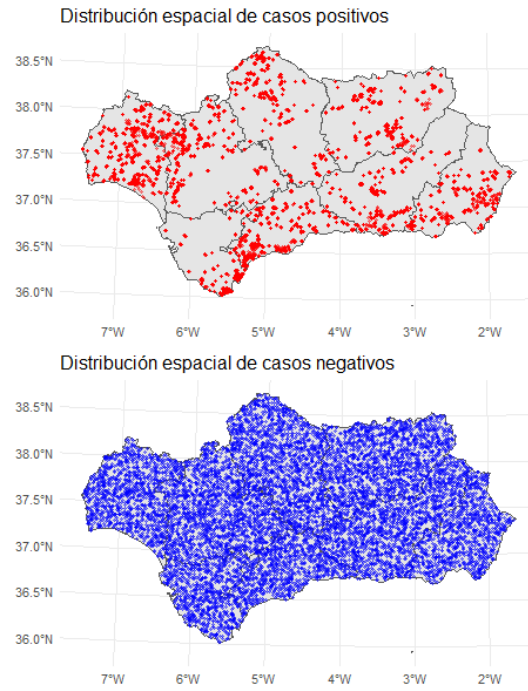 Distribución espacial de casos positivos
38.5°N
38.0°N
37.5°N
37.0°N
36.5°N
36.0°N
7°W 6°W 5°W 4°W 3°W 2°W
Distribución espacial de casos negativos
38.5°N
38.0°N
37.5°N
37.0°N
36.5°N
36.0°N
7°W 6°W 5°W 4°W 3°W 2°W